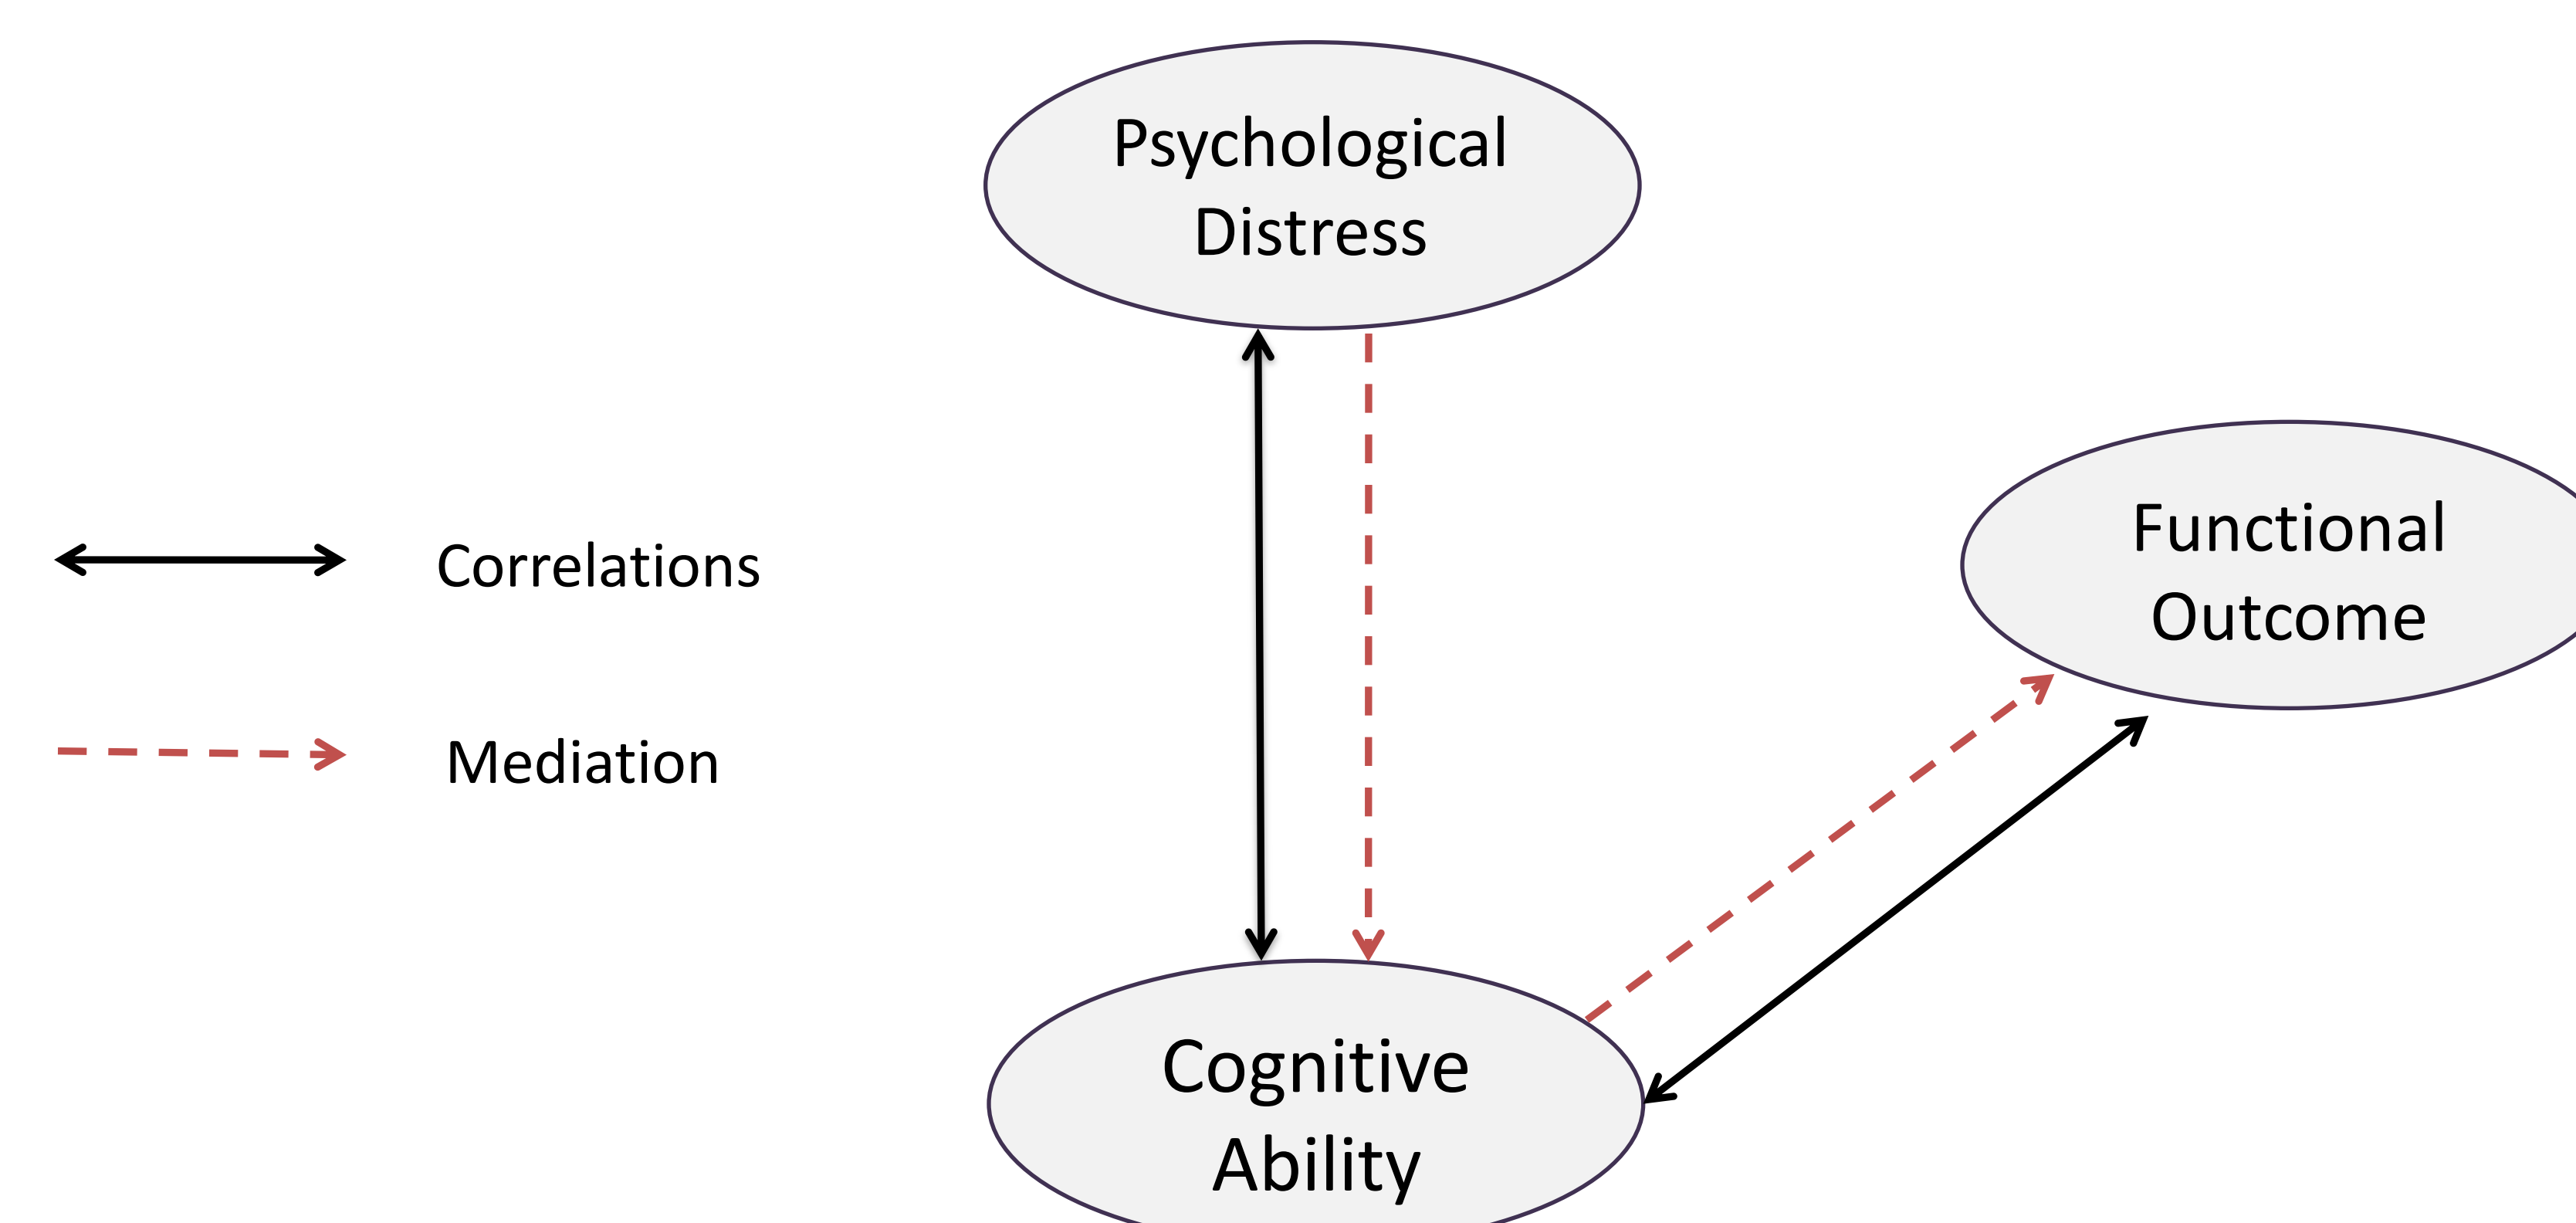 Psychological
Distress
Functional
Outcome
Correlations
Mediation
Cognitive
Ability